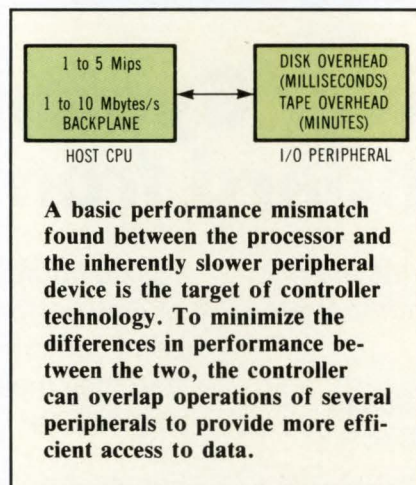 1 to 5 Mips
1 to 10 Mbytes/s
BACKPLANE
HOST CPU
DISK OVERHEAD
(MILLISECONDS)
TAPE OVERHEAD
(MINUTES)
I/O PERIPHERAL
A basic performance mismatch
found between the processor and
the inherently slower peripheral
device is the target of controller
technology. To minimize the
differences in performance be-
tween the two, the controller
can overlap operations of several
peripherals to provide more effi-
cient access to data.